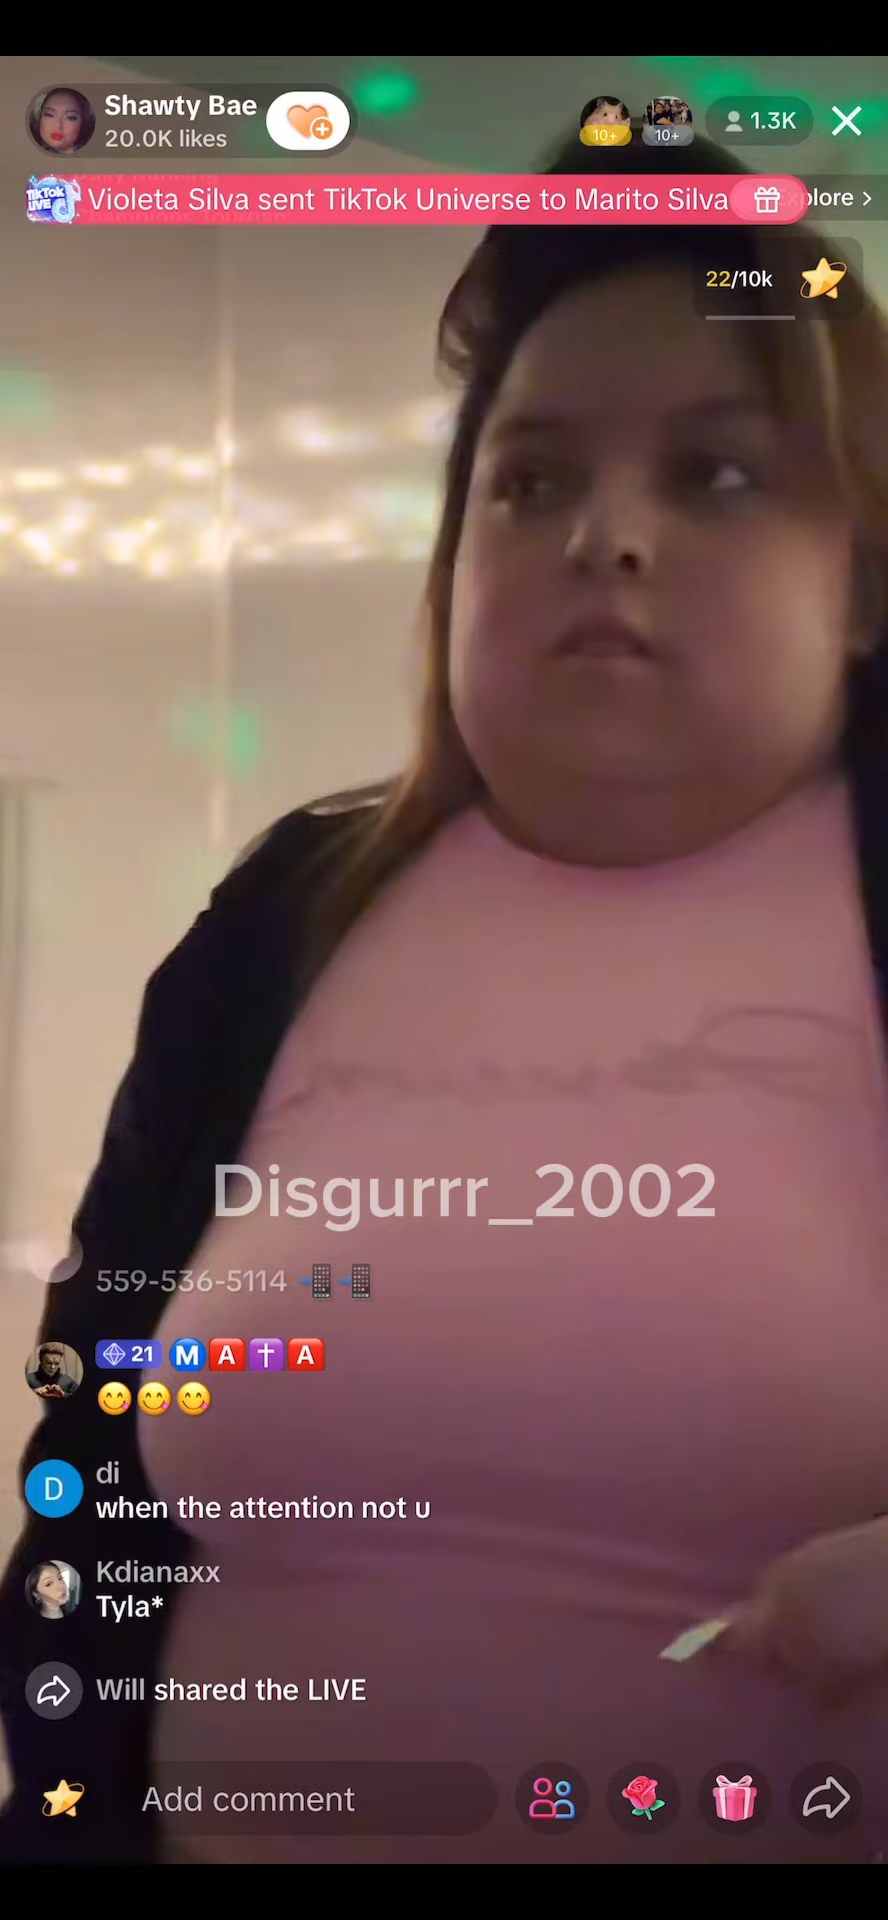 Shawty Bae
20.0K likes
10+
10+
1.3K
TikTok LIVE
Violeta Silva sent TikTok Universe to Marito Silva
plore >
22/10k
Disgurrr_2002
559-536-5114 📲📲
21 Ⓜ️🅰️✝️🅰️
😋😋😋
D
di
when the attention not u
Kdianaxx
Tyla*
Will shared the LIVE
Add comment